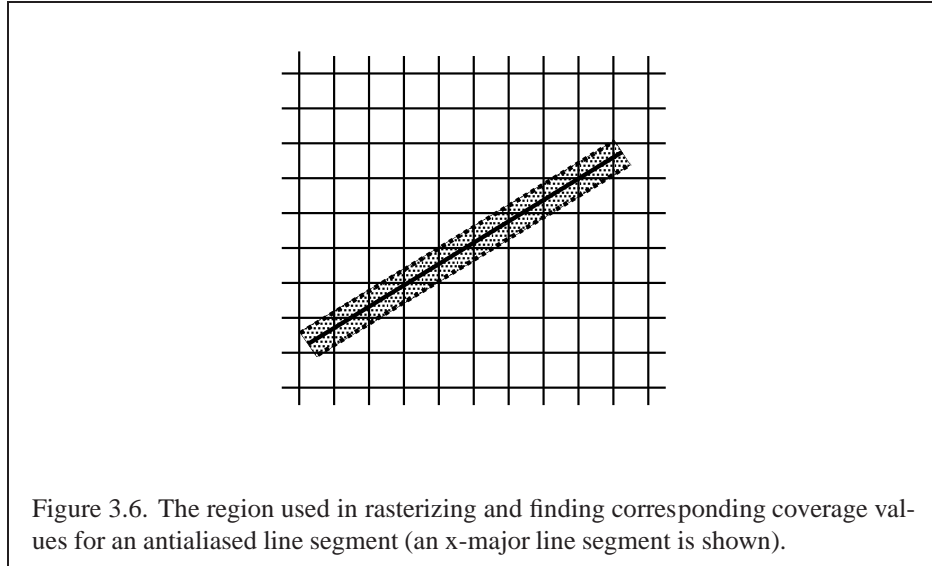 Figure 3.6. The region used in rasterizing and finding corresponding coverage val-
ues for an antialiased line segment (an x-major line segment is shown).